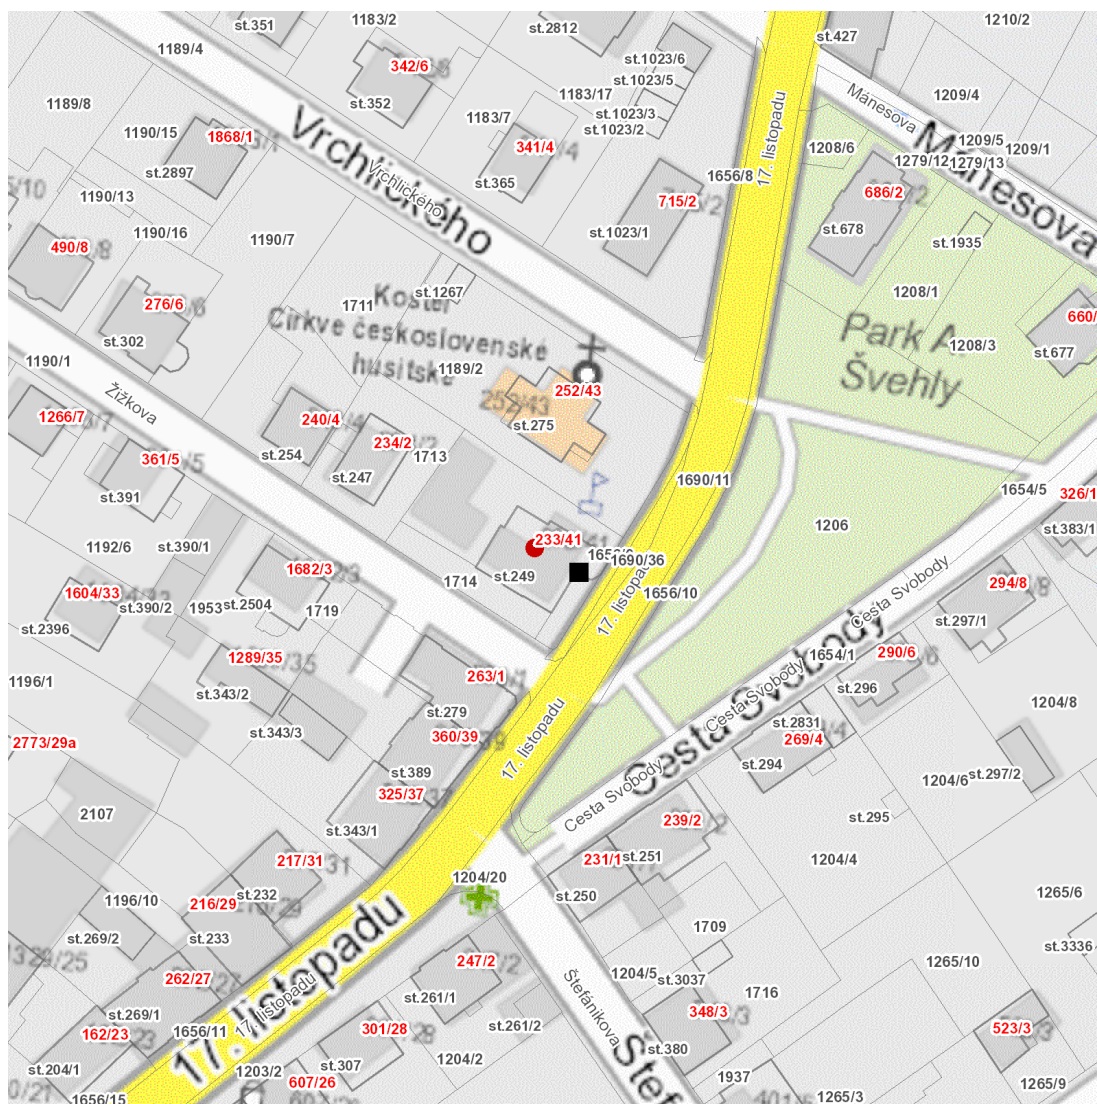 st.351
1183/2
st.2812
1210/2
1189/4
st.427
342/6
st.1023/6
st.1023/5
st.352
1183/17
1189/8
1183/7
st.1023/3
st.1023/2
Mánesova
1209/4
1190/15
1868/1
341/4
17. listopadu
1208/6
Mánesova
1209/5
1209/1
1279/12
1279/13
st.2897
Vrchlického
Vrchlického
st.365
1656/8
686/2
1190/13
715/2
st.678
1190/16
1190/7
st.1023/1
st.1935
490/8
276/6
st.1267
1208/1
1711
Kostel
Církve československé
husitské
Park A.
Švehly
660/
st.302
1208/3
st.677
1190/1
1189/2
252/43
252/43
Žižkova
1266/7
240/4
st.275
234/2
361/5
st.254
1713
st.247
1690/11
1654/5
326/1
st.391
1206
st.383/1
1192/6
st.390/1
233/41
1690/36
1682/3
st.249
1714
1656/10
Cesta Svobody
294/8
1604/33
st.390/2
1953
st.2504
1719
17. listopadu
st.297/1
st.2396
1289/35
1654/1
290/6
1196/1
263/1
st.296
st.343/2
st.279
Cesta Svobody
Cesta Svobody
1204/8
st.343/3
360/39
17. listopadu
st.2831
269/4
2773/29a
st.389
st.294
1204/6
st.297/2
325/37
Cesta Svobody
2107
st.343/1
239/2
st.295
217/31
231/1
st.251
1204/4
1204/20
st.232
st.250
1196/10
216/29
1265/6
st.269/2
st.233
17. listopadu
1709
st.3336
1329/25
247/2
1265/10
262/27
1204/5
st.3037
st.261/1
1716
17. listopadu
Štefánikova
st.269/1
348/3
162/23
1656/11
301/28
st.261/2
523/3
st.380
st.204/1
st.307
1204/2
1203/2
Štef
607/26
1937
1265/9
1656/15
1265/3